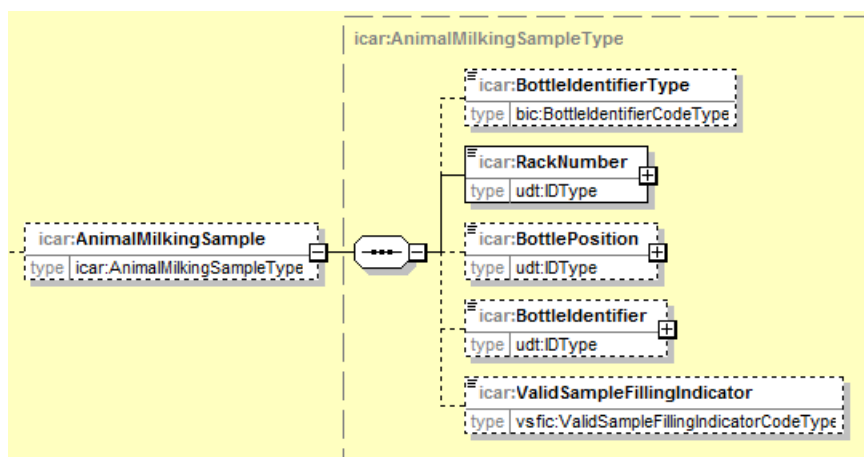 icar:AnimalMilkingSampleType
icar:BottleIdentifierType
type bic:BottleIdentifierCodeType
icar:RackNumber
type udt:IDType
icar:AnimalMilkingSample
type icar:AnimalMilkingSampleType
icar:BottlePosition
type udt:IDType
icar:BottleIdentifier
type udt:IDType
icar:ValidSampleFillingIndicator
type vsfic:ValidSampleFillingIndicatorCodeType